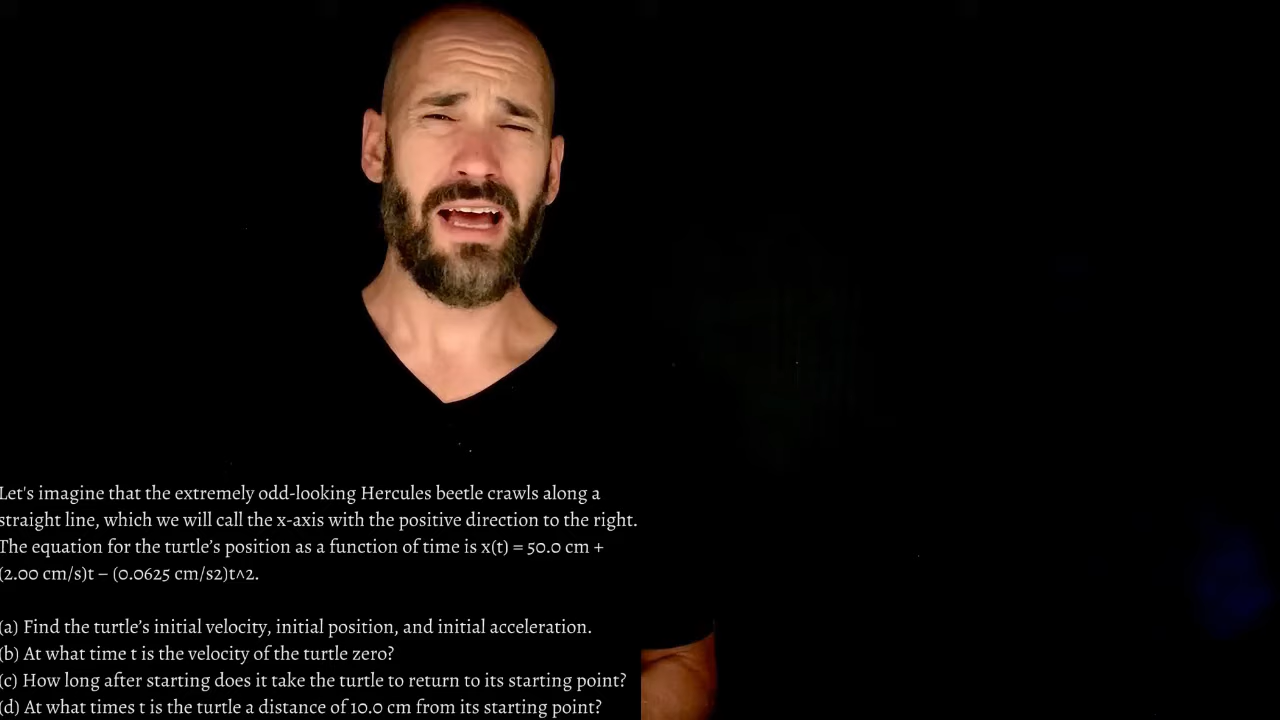 Let's imagine that the extremely odd-looking Hercules beetle crawls along a
straight line, which we will call the x-axis with the positive direction to the right.
The equation for the turtle’s position as a function of time is x(t) = 50.0 cm +
(2.00 cm/s)t – (0.0625 cm/s2)t^2.
(a) Find the turtle’s initial velocity, initial position, and initial acceleration.
(b) At what time t is the velocity of the turtle zero?
(c) How long after starting does it take the turtle to return to its starting point?
(d) At what times t is the turtle a distance of 10.0 cm from its starting point?